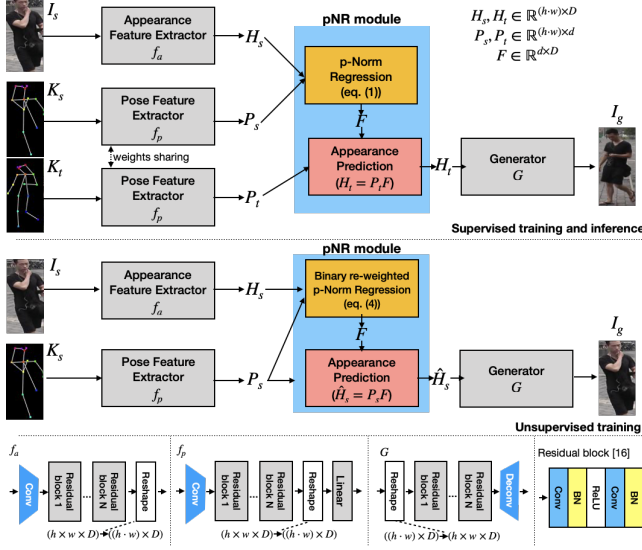 I_s
Appearance
Feature Extractor
f_a
H_s
pNR module
p-Norm
Regression
(eq. (1))
H_s, H_t ∈ ℝ^{(h·w)×D}
P_s, P_t ∈ ℝ^{(h·w)×d}
F ∈ ℝ^{d×D}
K_s
Pose Feature
Extractor
f_p
P_s
F
I_g
weights sharing
K_t
Pose Feature
Extractor
f_p
P_t
Appearance
Prediction
(H_t = P_tF)
H_t
Generator
G
Supervised training and inference
pNR module
I_s
Appearance
Feature Extractor
f_a
H_s
Binary re-weighted
p-Norm Regression
(eq. (4))
F
I_g
K_s
Pose Feature
Extractor
f_p
P_s
Appearance
Prediction
(Ĥ_s = P_sF)
Ĥ_s
Generator
G
Unsupervised training
f_a
Conv
Residual
block 1
...
Residual
block N
Reshape
(h × w × D)→((h · w) × D)
f_p
Conv
Residual
block 1
...
Residual
block N
Reshape
Linear
(h × w × D)→((h · w) × D)
G
Reshape
Residual
block 1
...
Residual
block N
Deconv
((h · w) × D)→(h × w × D)
Residual block [16]
Conv
BN
ReLU
Conv
BN